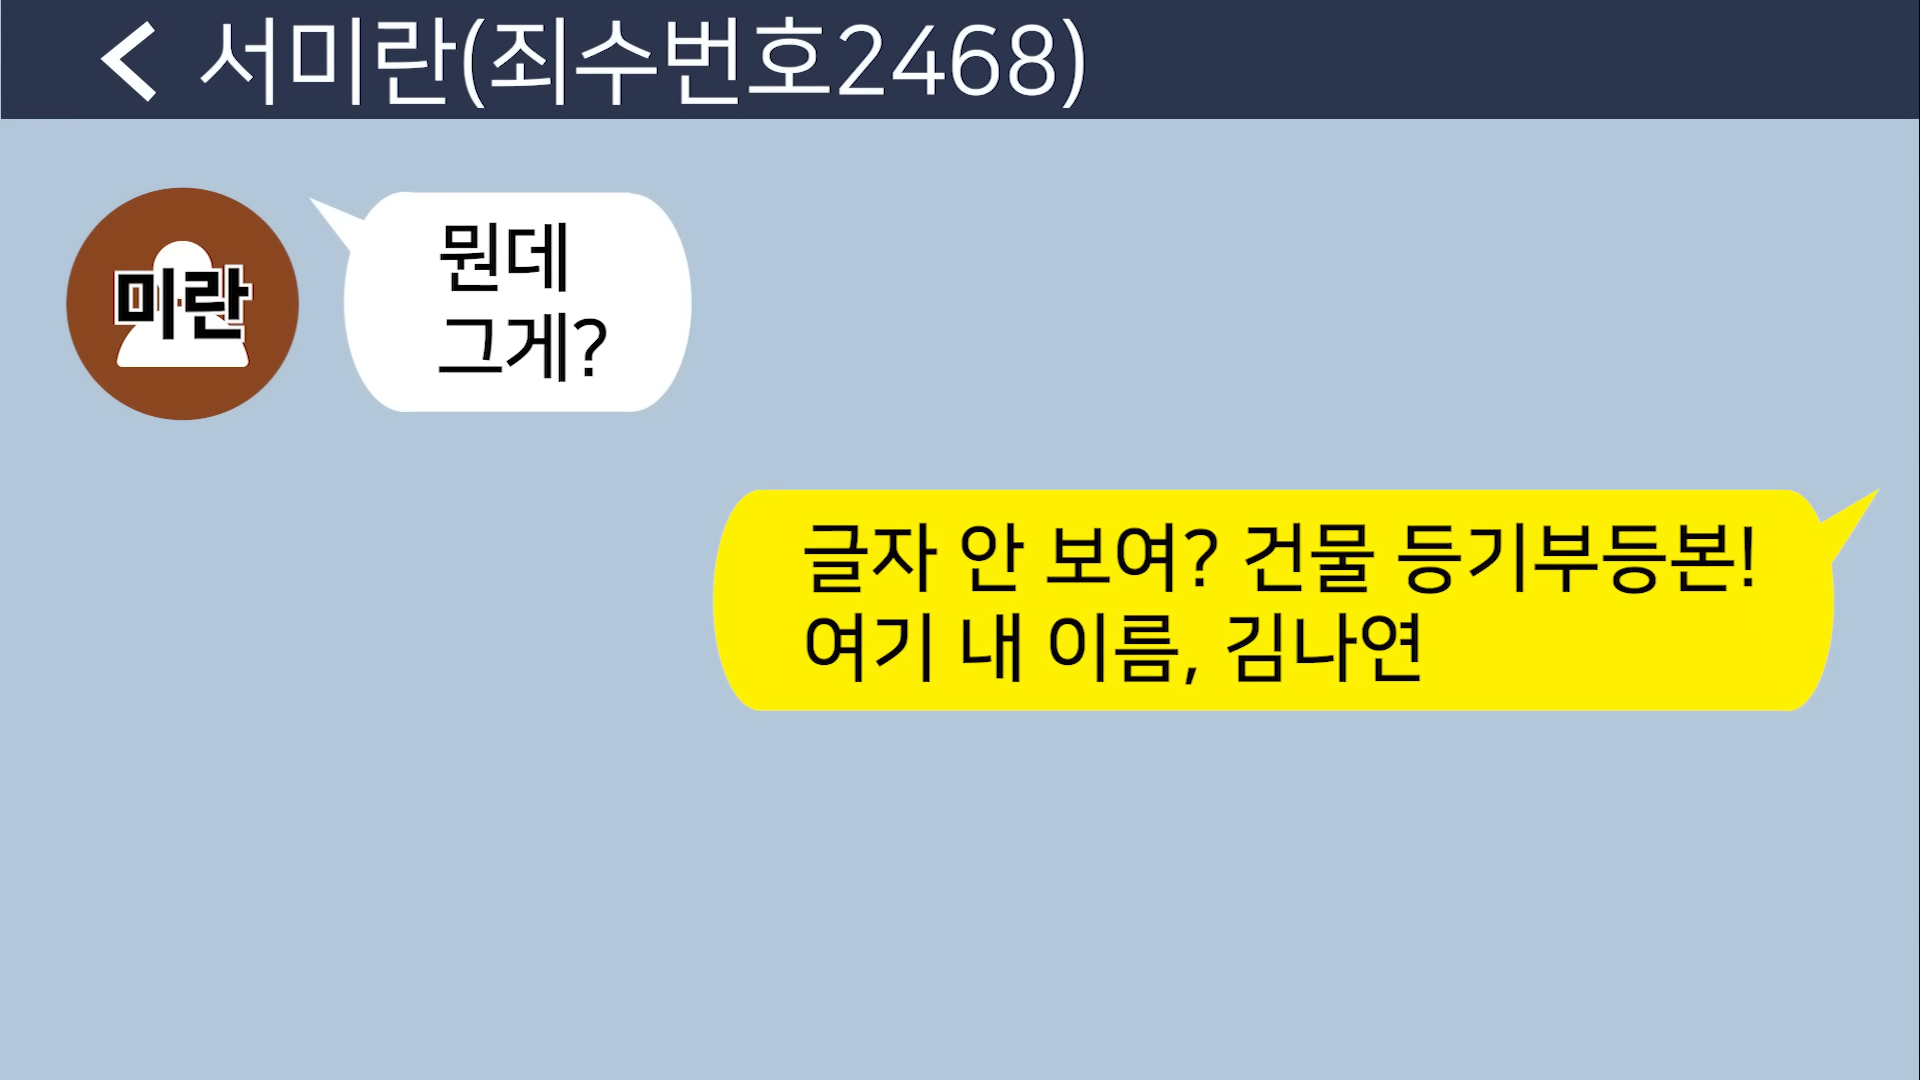 서미란(죄수번호2468)
미란
뭔데
그게?
글자 안 보여? 건물 등기부등본!
여기 내 이름, 김나연